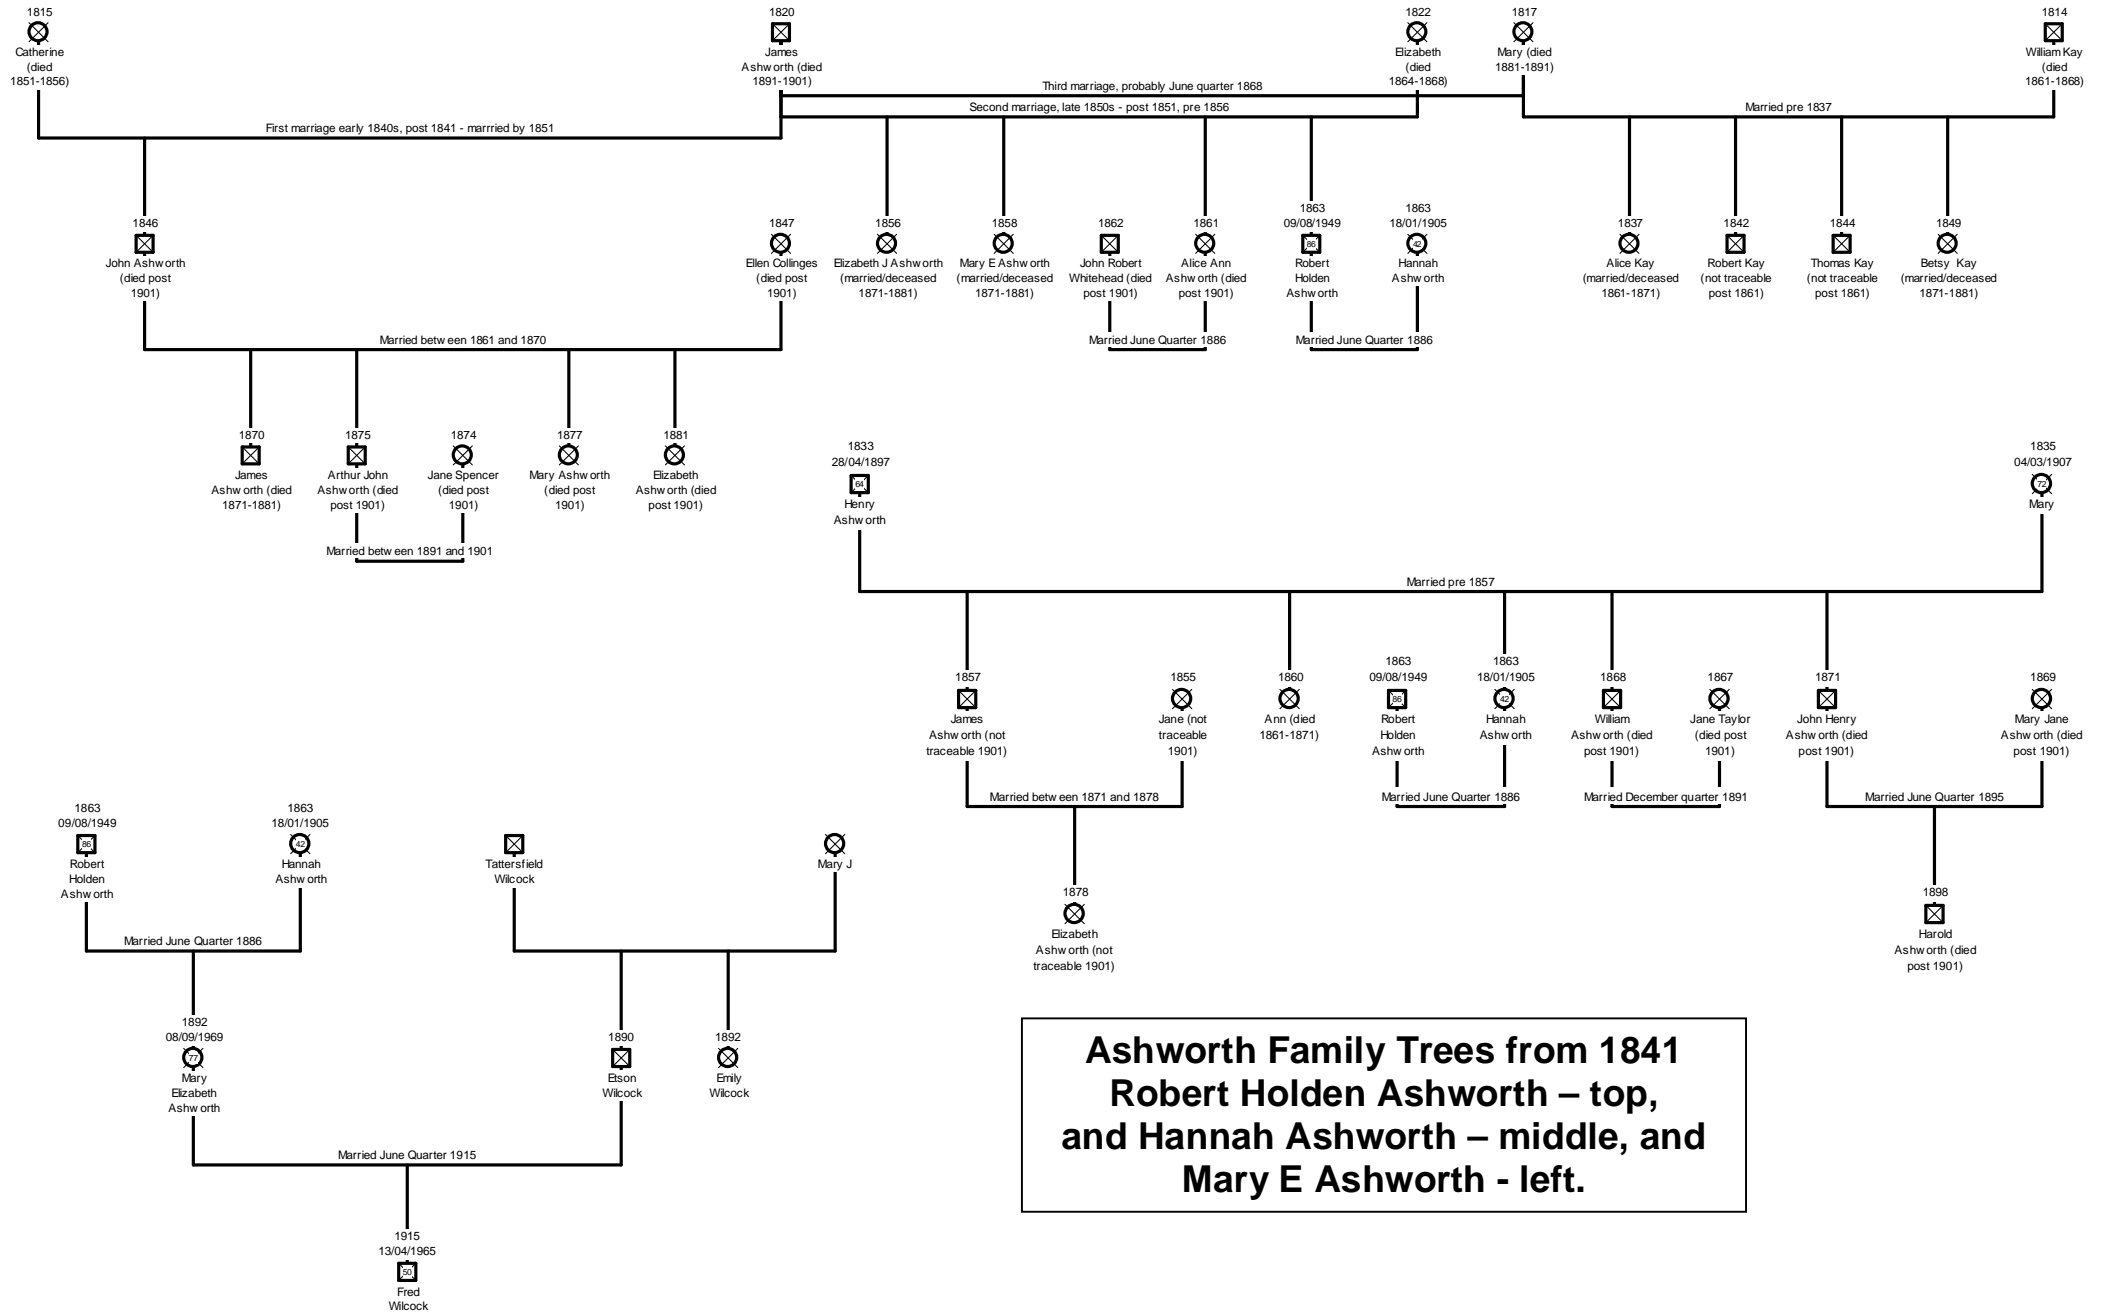 1815
Catherine
(died
1851-1856)
1820
James
Ashworth (died
1891-1901)
1822
Elizabeth
(died
1864-1868)
1817
Mary (died
1881-1891)
1814
William Kay
(died
1861-1868)
Third marriage, probably June quarter 1868
Second marriage, late 1850s - post 1851, pre 1856
Married pre 1837
First marriage early 1840s, post 1841 - marrried by 1851
1846
John Ashworth
(died post
1901)
1847
Ellen Collinges
(died post
1901)
1856
Elizabeth J Ashworth
(married/deceased
1871-1881)
1858
Mary E Ashworth
(married/deceased
1871-1881)
1862
John Robert
Whitehead (died
post 1901)
1861
Alice Ann
Ashworth (died
post 1901)
1863
09/08/1949
86
Robert
Holden
Ashworth
1863
18/01/1905
42
Hannah
Ashworth
1837
Alice Kay
(married/deceased
1861-1871)
1842
Robert Kay
(not traceable
post 1861)
1844
Thomas Kay
(not traceable
post 1861)
1849
Betsy Kay
(married/deceased
1871-1881)
Married between 1861 and 1870
Married June Quarter 1886
Married June Quarter 1886
1870
James
Ashworth (died
1871-1881)
1875
Arthur John
Ashworth (died
post 1901)
1874
Jane Spencer
(died post
1901)
1877
Mary Ashworth
(died post
1901)
1881
Elizabeth
Ashworth (died
post 1901)
Married between 1891 and 1901
1833
28/04/1897
64
Henry
Ashworth
1835
04/03/1907
72
Mary
Married pre 1857
1857
James
Ashworth (not
traceable 1901)
1855
Jane (not
traceable
1901)
1860
Ann (died
1861-1871)
1863
09/08/1949
86
Robert
Holden
Ashworth
1863
18/01/1905
42
Hannah
Ashworth
1868
William
Ashworth (died
post 1901)
1867
Jane Taylor
(died post
1901)
1871
John Henry
Ashworth (died
post 1901)
1869
Mary Jane
Ashworth (died
post 1901)
Married between 1871 and 1878
Married June Quarter 1886
Married December quarter 1891
Married June Quarter 1895
1878
Elizabeth
Ashworth (not
traceable 1901)
1898
Harold
Ashworth (died
post 1901)
1863
09/08/1949
86
Robert
Holden
Ashworth
1863
18/01/1905
42
Hannah
Ashworth
Tattersfield
Wilcock
Mary J
Married June Quarter 1886
1892
08/09/1969
77
Mary
Elizabeth
Ashworth
1890
Etson
Wilcock
1892
Emily
Wilcock
Married June Quarter 1915
1915
13/04/1965
50
Fred
Wilcock
Ashworth Family Trees from 1841
Robert Holden Ashworth – top,
and Hannah Ashworth – middle, and
Mary E Ashworth - left.